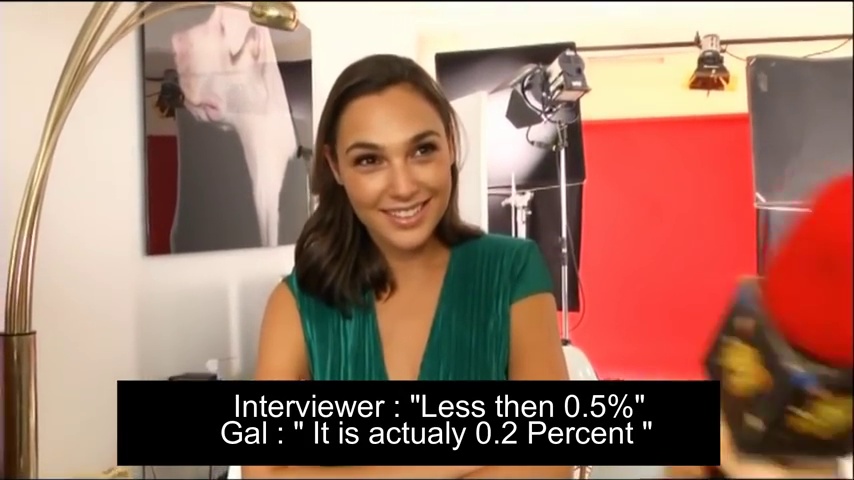 Interviewer : "Less then 0.5%"
Gal : " It is actualy 0.2 Percent "